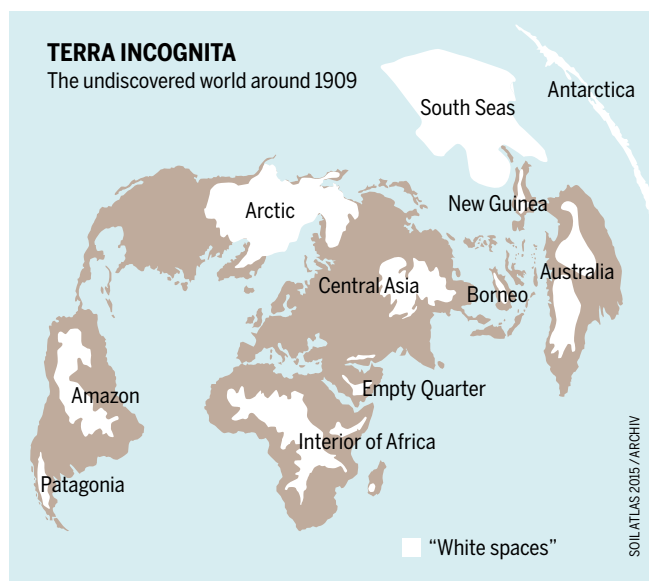 TERRA INCOGNITA
The undiscovered world around 1909
South Seas
Antarctica
New Guinea
Arctic
Central Asia
Borneo
Australia
Amazon
Empty Quarter
Interior of Africa
Patagonia
"White spaces"
SOIL ATLAS 2015 / ARCHIV